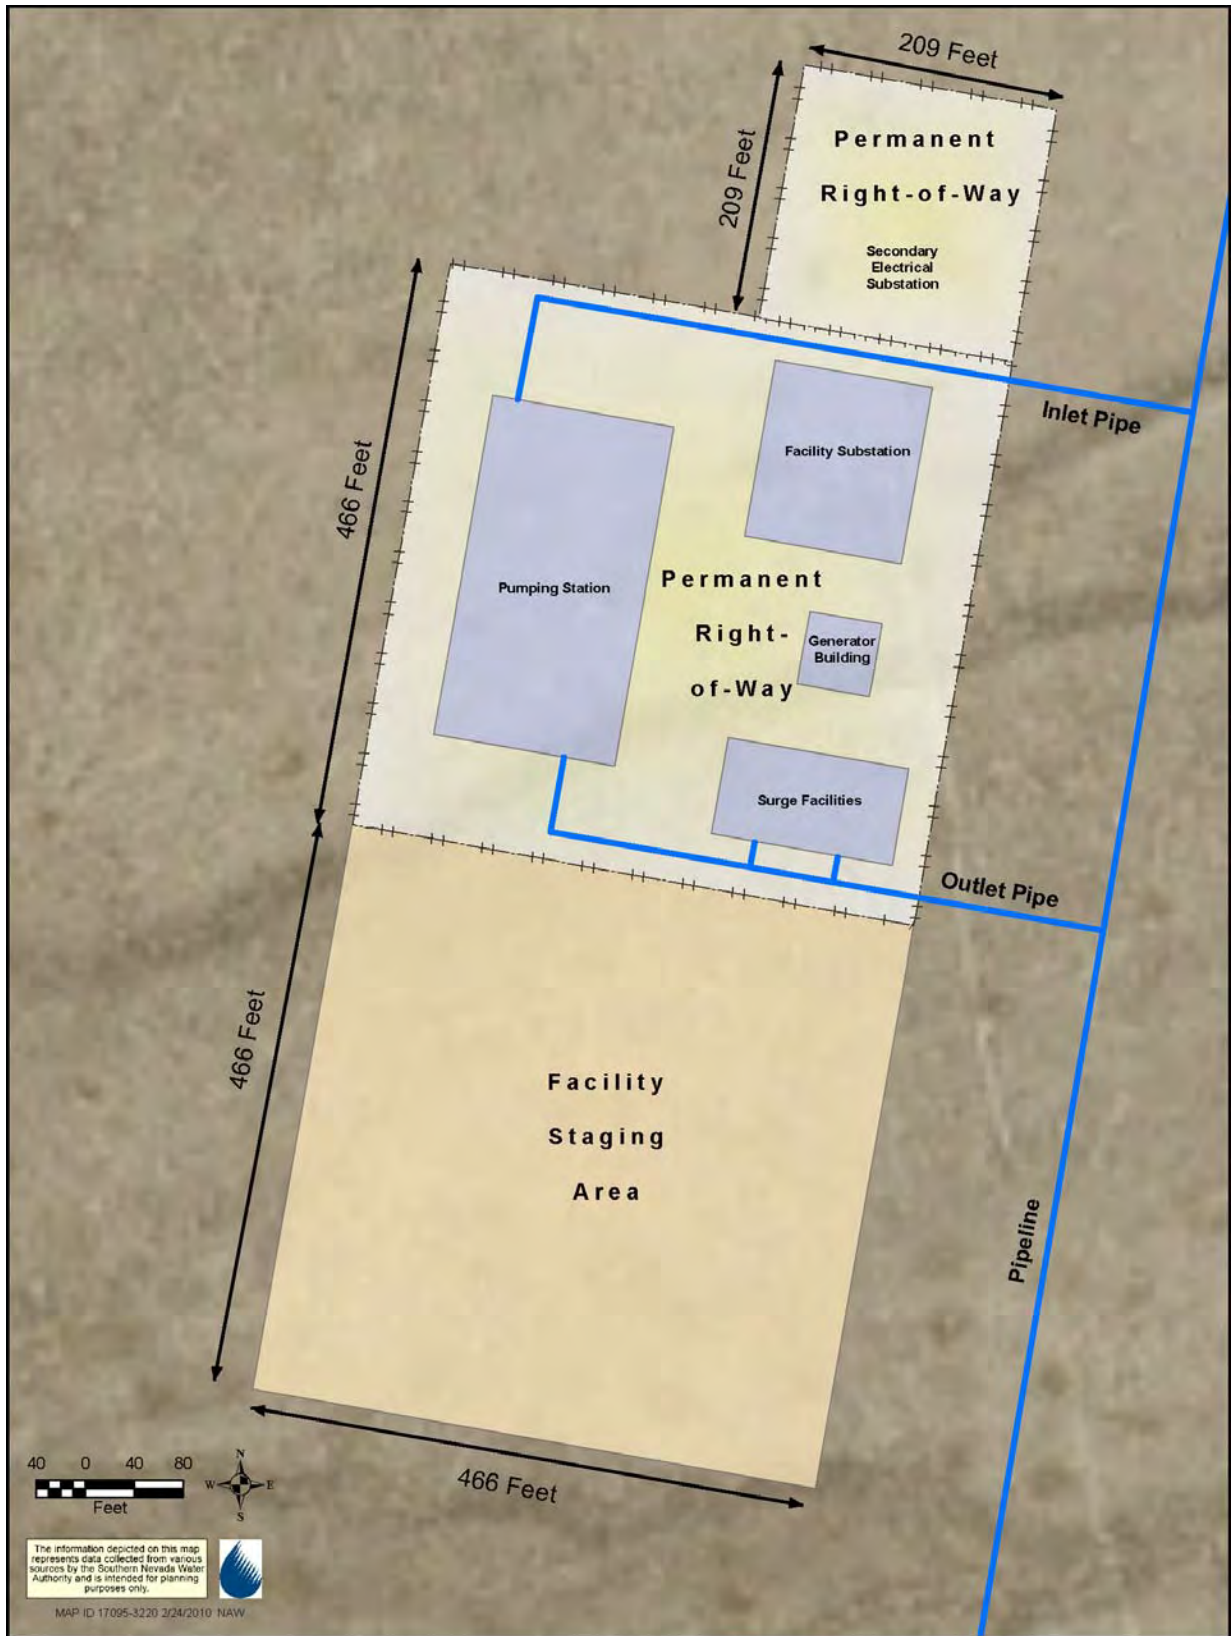 209 Feet
209 Feet
Permanent
Right-of-Way
Secondary
Electrical
Substation
466 Feet
Inlet Pipe
Facility Substation
Pumping Station
Permanent
Right-
of-Way
Generator
Building
Surge Facilities
Outlet Pipe
466 Feet
Facility
Staging
Area
Pipeline
466 Feet
40 0 40 80
Feet
N
W E
S
The information depicted on this map
represents data collected from various
sources by the Southern Nevada Water
Authority and is intended for planning
purposes only.
MAP ID 17095-3220 2/24/2010 NAW